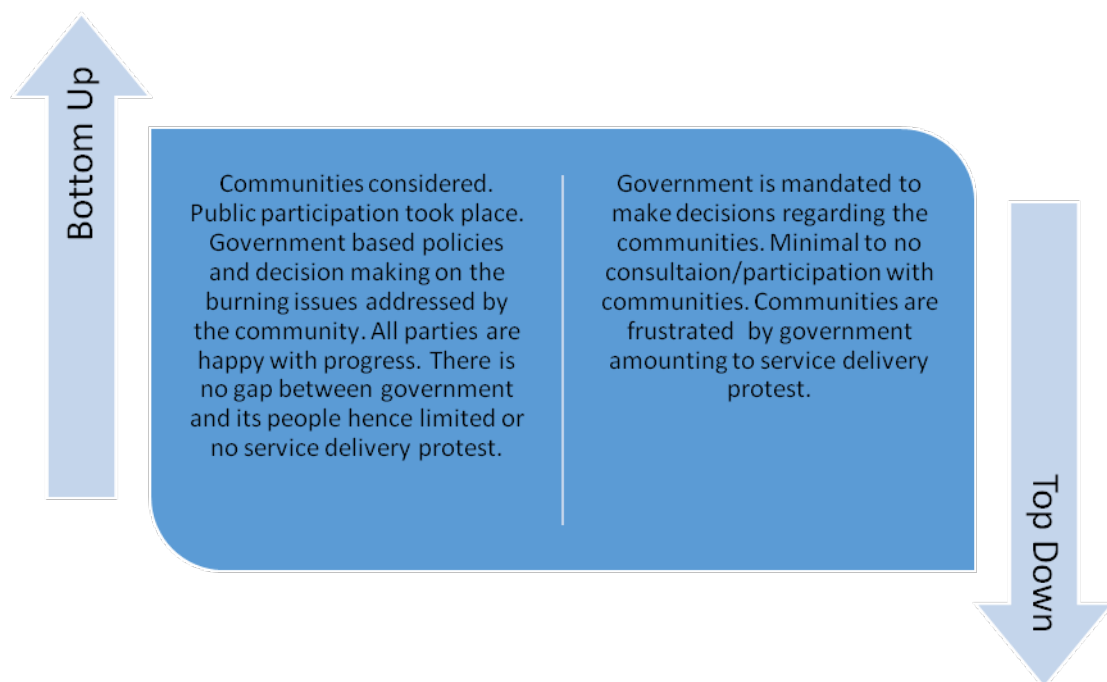 Bottom Up
Communities considered.
Public participation took place.
Government based policies
and decision making on the
burning issues addressed by
the community. All parties are
happy with progress. There is
no gap between government
and its people hence limited or
no service delivery protest.
Government is mandated to
make decisions regarding the
communities. Minimal to no
consultaion/participation with
communities. Communities are
frustrated by government
amounting to service delivery
protest.
Top Down